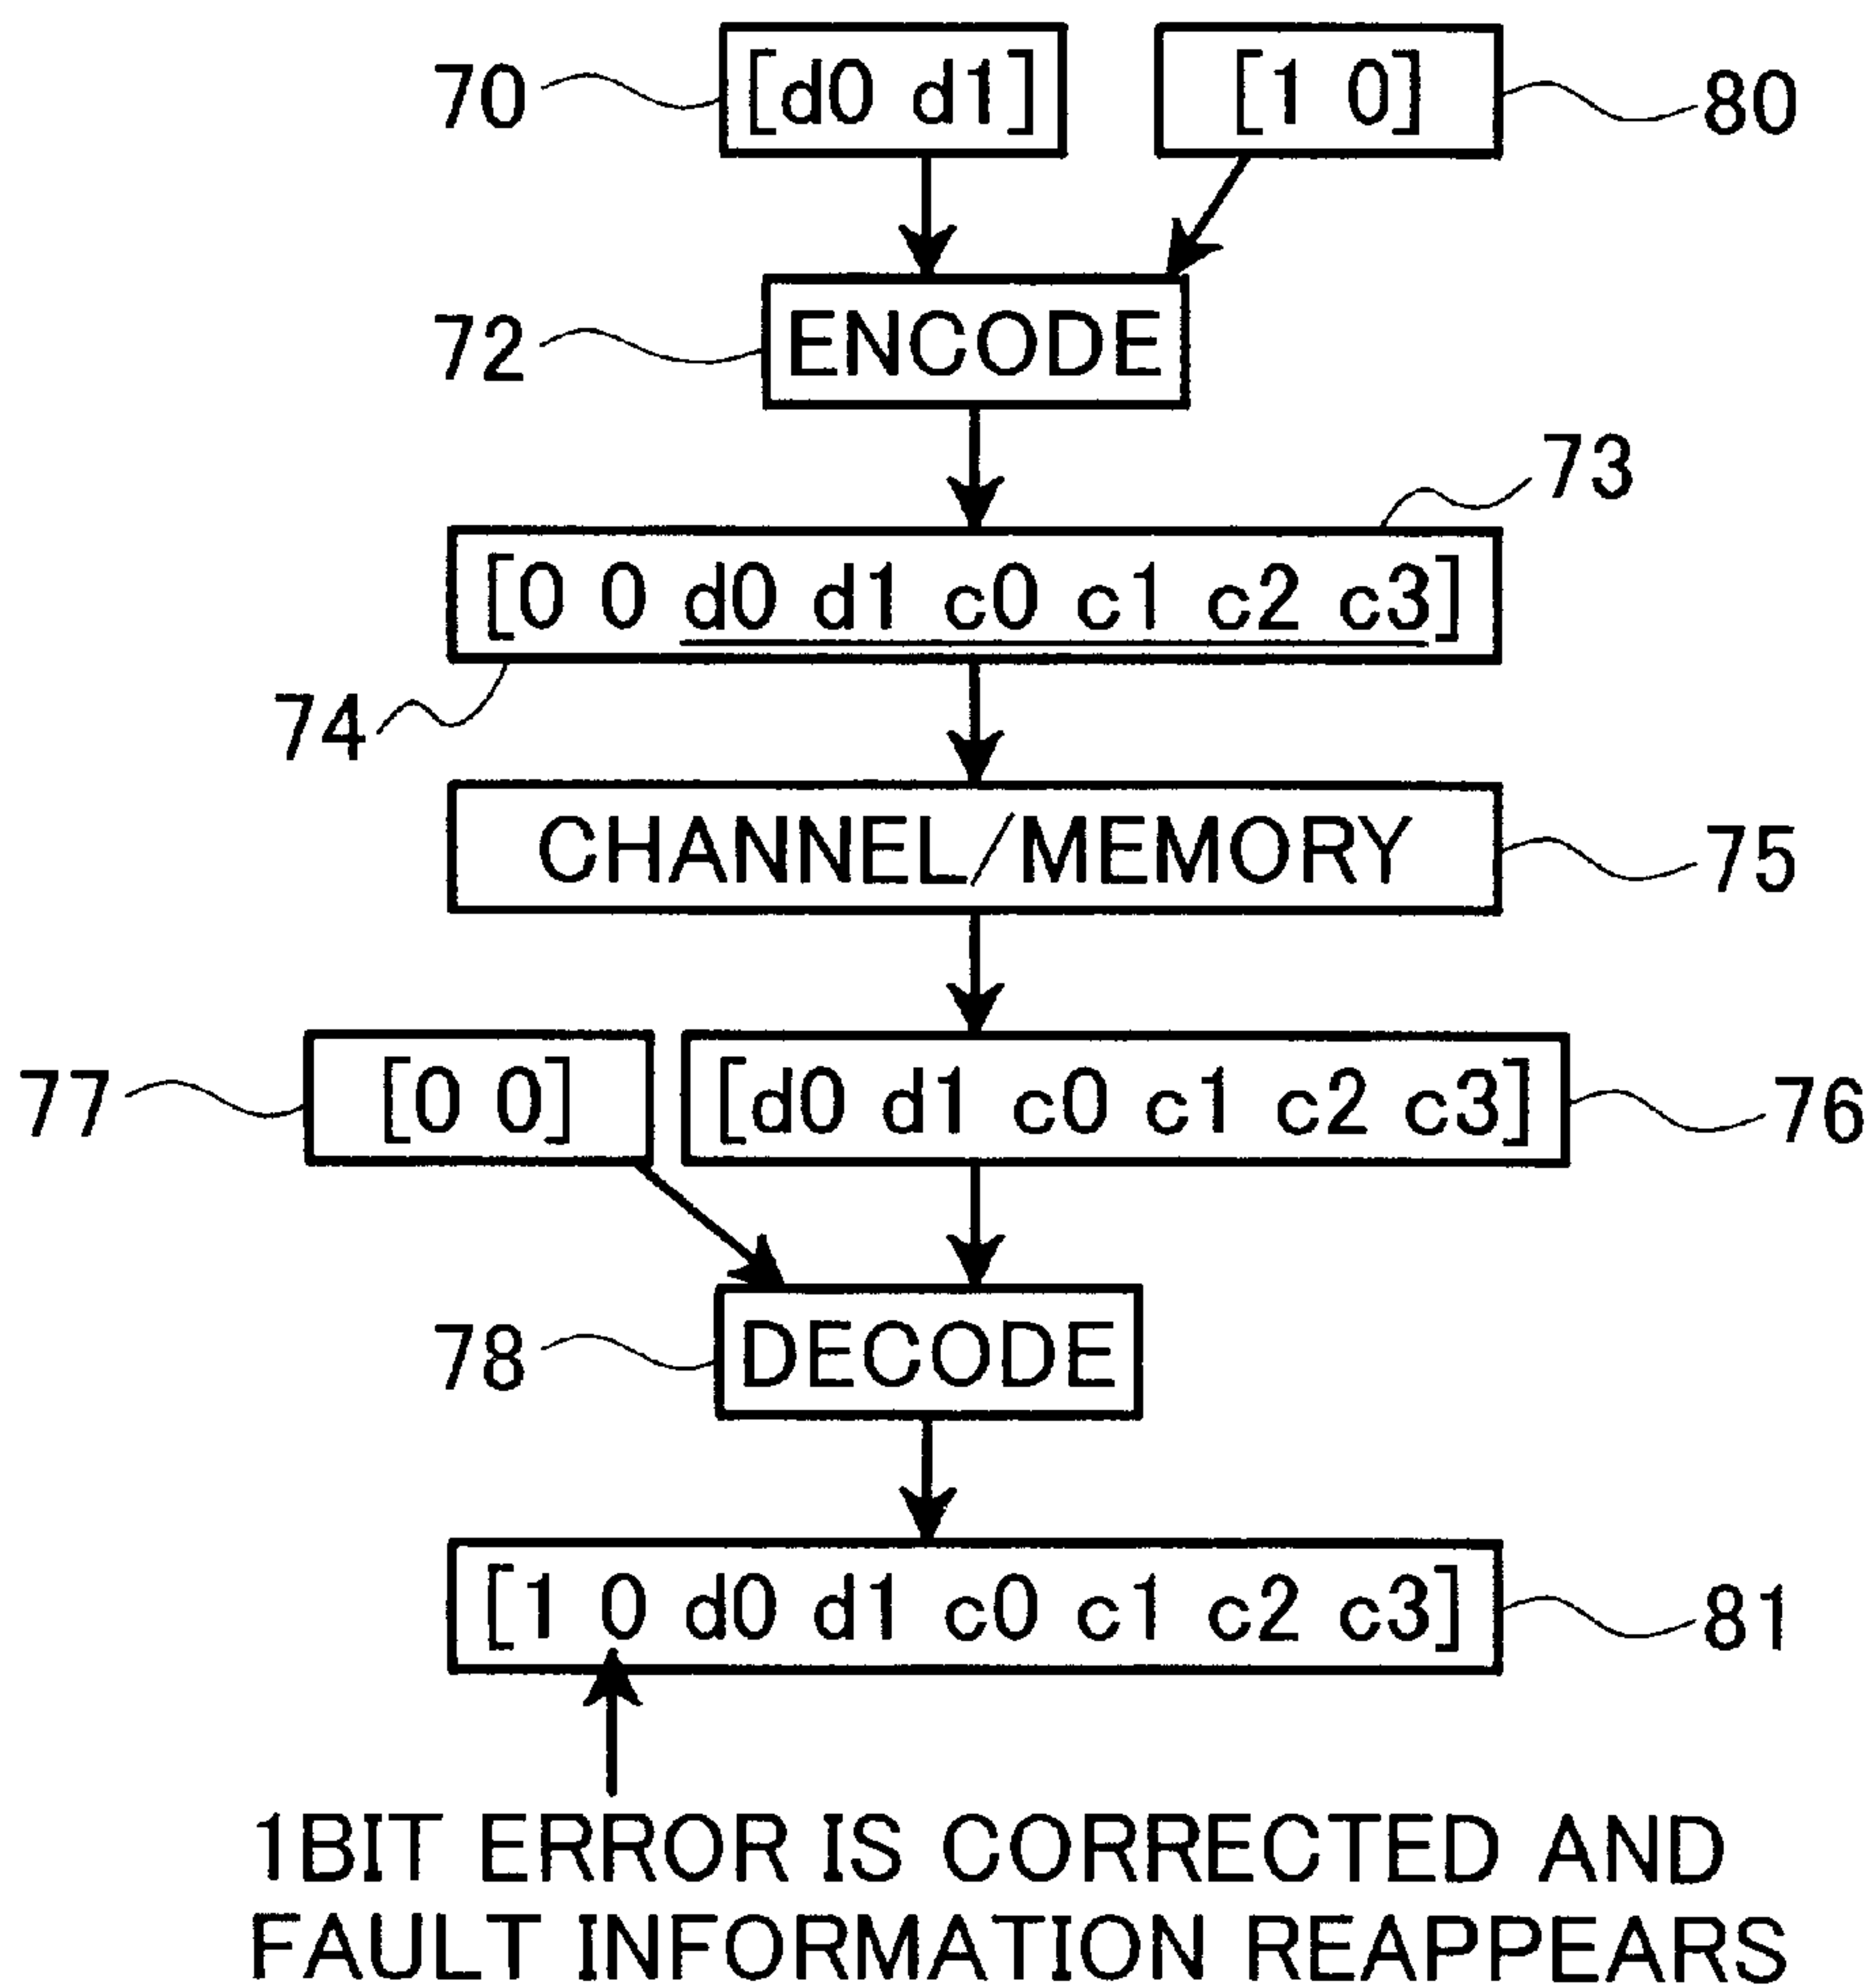 70 [d0 d1] [1 0] 80
72 ENCODE
73
[0 0 d0 d1 c0 c1 c2 c3]
74
CHANNEL/MEMORY 75
77 [0 0] [d0 d1 c0 c1 c2 c3] 76
78 DECODE
[1 0 d0 d1 c0 c1 c2 c3] 81
1BIT ERROR IS CORRECTED AND
FAULT INFORMATION REAPPEARS